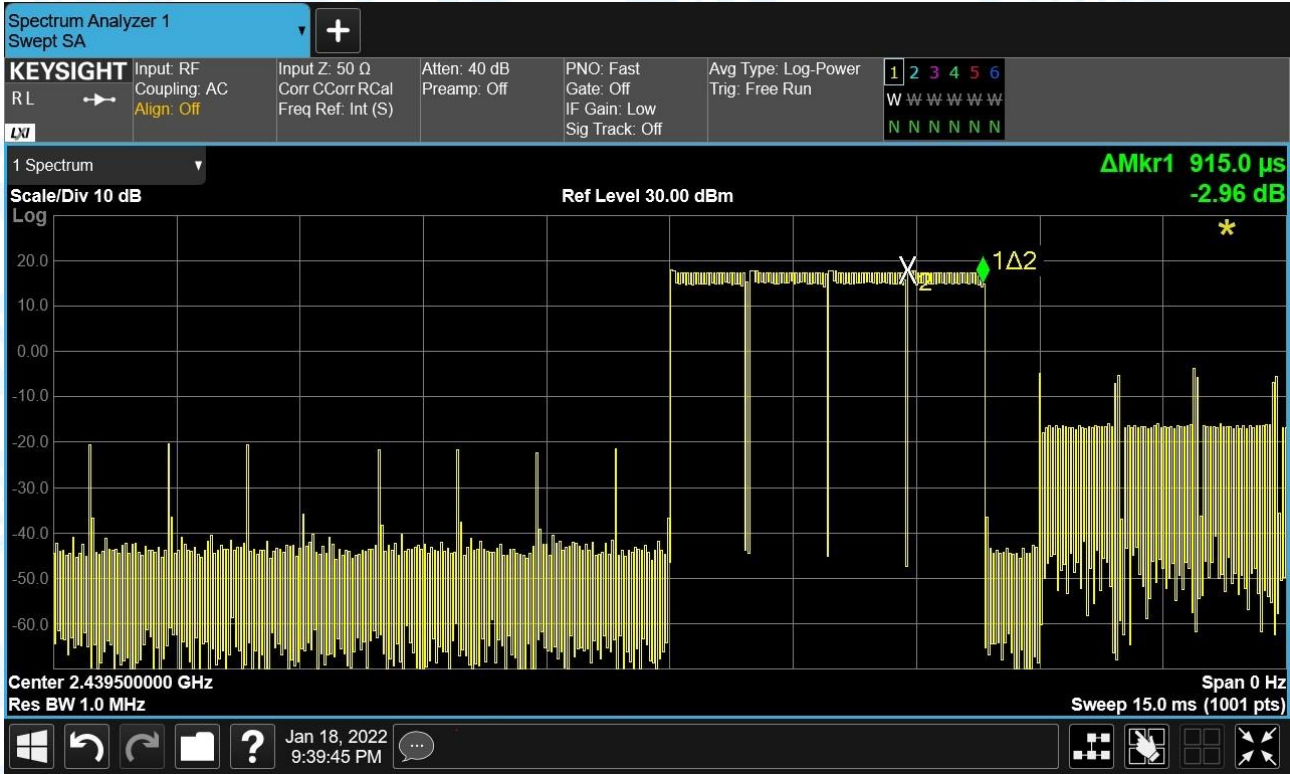 Spectrum Analyzer 1
Swept SA
KEYSIGHT
RL
LXI
Input: RF
Coupling: AC
Align: Off
Input Z: 50 Ω
Corr CCorr RCal
Freq Ref: Int (S)
Atten: 40 dB
Preamp: Off
PNO: Fast
Gate: Off
IF Gain: Low
Sig Track: Off
Avg Type: Log-Power
Trig: Free Run
1 2 3 4 5 6
W W W W W W
N N N N N N
1 Spectrum
ΔMkr1 915.0 µs
-2.96 dB
Scale/Div 10 dB
Ref Level 30.00 dBm
Log
20.0
10.0
0.00
-10.0
-20.0
-30.0
-40.0
-50.0
-60.0
X
2
1Δ2
*
Center 2.439500000 GHz
Span 0 Hz
Res BW 1.0 MHz
Sweep 15.0 ms (1001 pts)
?
Jan 18, 2022
9:39:45 PM